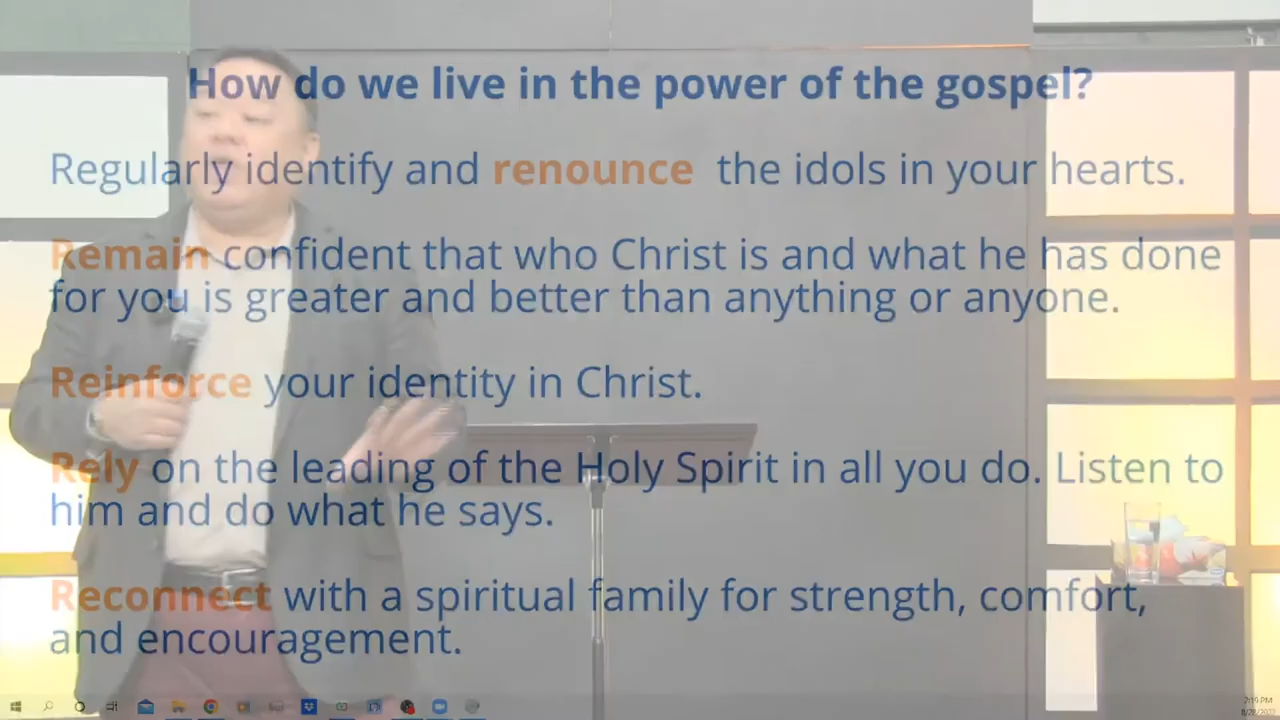 How do we live in the power of the gospel?
Regularly identify and renounce the idols in your hearts.
Remain confident that who Christ is and what he has done
for you is greater and better than anything or anyone.
Reinforce your identity in Christ.
Rely on the leading of the Holy Spirit in all you do. Listen to
him and do what he says.
Reconnect with a spiritual family for strength, comfort,
and encouragement.
7:19 PM